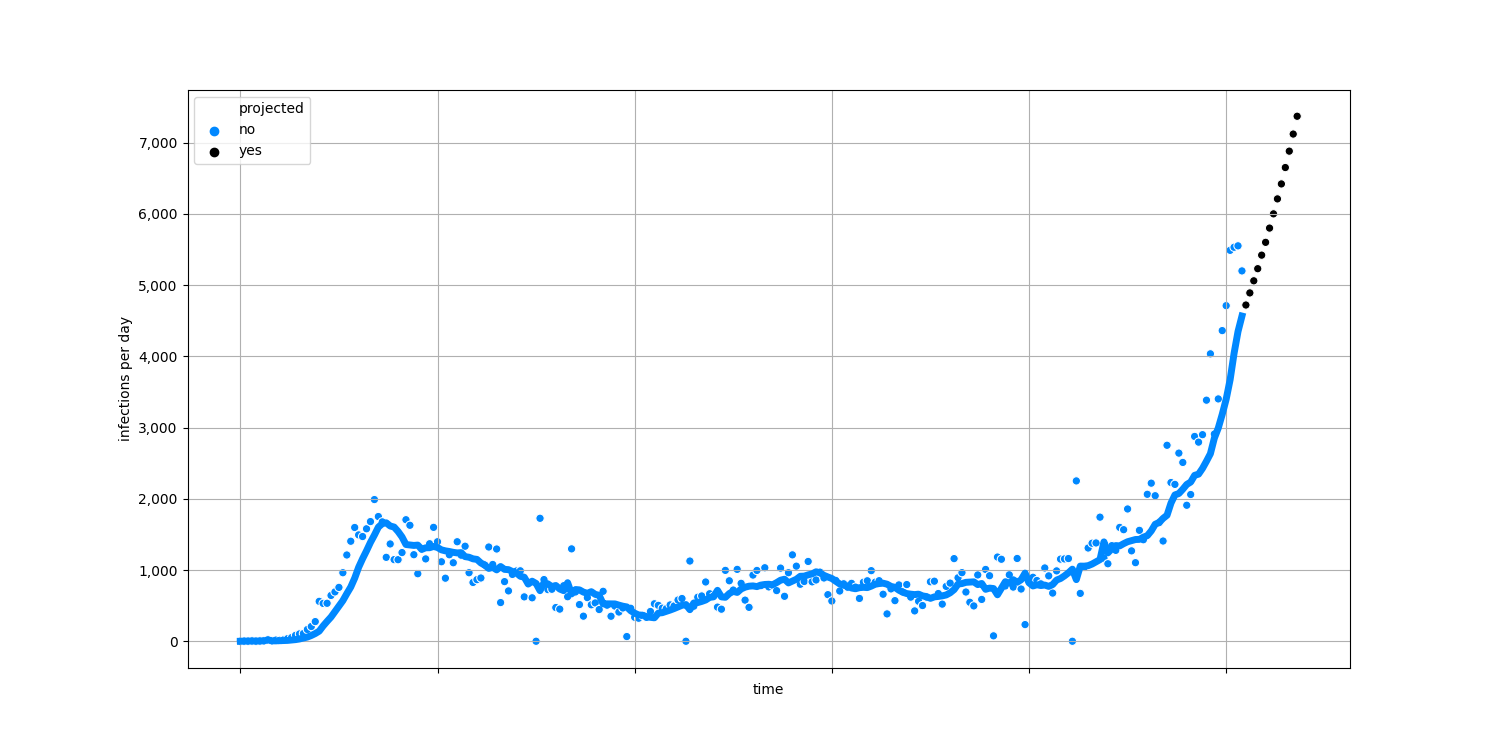 projected
no
yes
7,000
6,000
5,000
4,000
3,000
2,000
1,000
0
infections per day
time